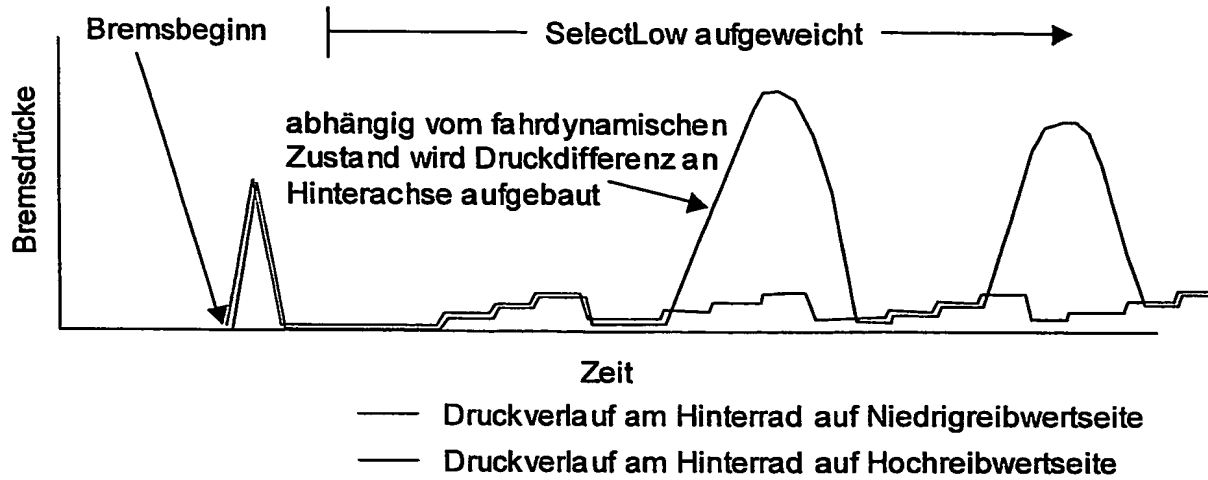 Bremsbeginn
SelectLow aufgeweicht
Bremsdrücke
abhängig vom fahrdynamischen
Zustand wird Druckdifferenz an
Hinterachse aufgebaut
Zeit
Druckverlauf am Hinterrad auf Niedrigreibwertseite
Druckverlauf am Hinterrad auf Hochreibwertseite